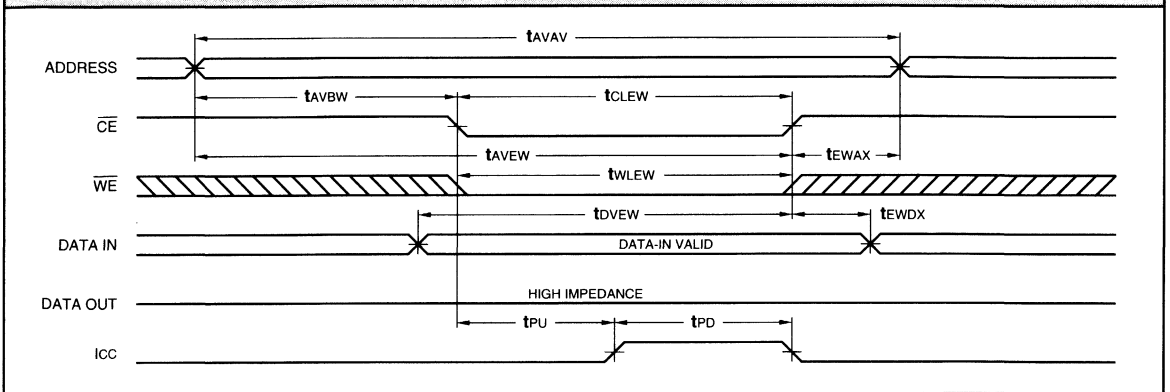 tAVAV
ADDRESS
tAVBW tCLEW
CE
tAVEW tEWAX
WE tWLEW
tDVEW tEWDX
DATA IN DATA-IN VALID
DATA OUT HIGH IMPEDANCE
tPU tPD
ICC